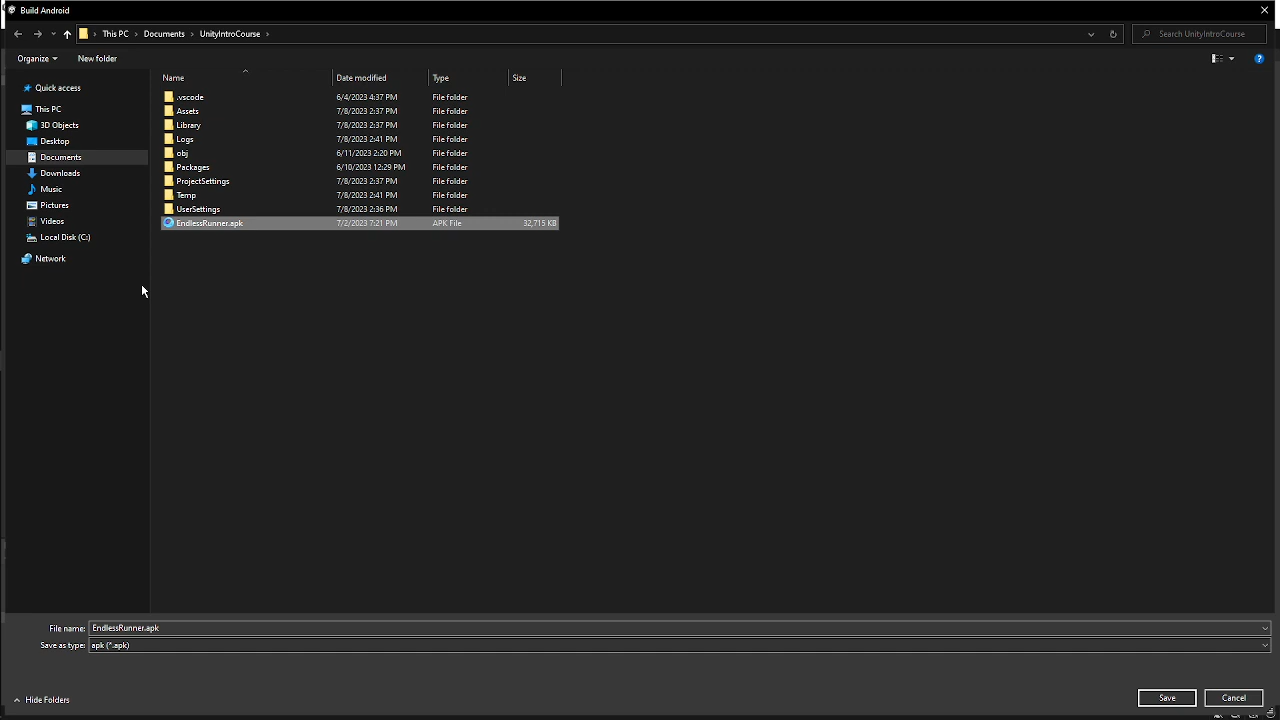 Build Android
This PC > Documents > UnityIntroCourse >
Search UnityIntroCourse
Organize
New folder
Name Date modified Type Size
Quick access
This PC
3D Objects
Desktop
Documents
Downloads
Music
Pictures
Videos
Local Disk (C:)
Network
.vscode 6/4/2023 4:37 PM File folder
Assets 7/8/2023 2:37 PM File folder
Library 7/8/2023 2:37 PM File folder
Logs 7/8/2023 2:41 PM File folder
obj 6/11/2023 2:20 PM File folder
Packages 6/10/2023 12:29 PM File folder
ProjectSettings 7/8/2023 2:37 PM File folder
Temp 7/8/2023 2:41 PM File folder
UserSettings 7/8/2023 2:36 PM File folder
EndlessRunner.apk 7/2/2023 7:21 PM APK File 32,715 KB
File name: EndlessRunner.apk
Save as type: apk (*.apk)
Hide Folders
Save
Cancel